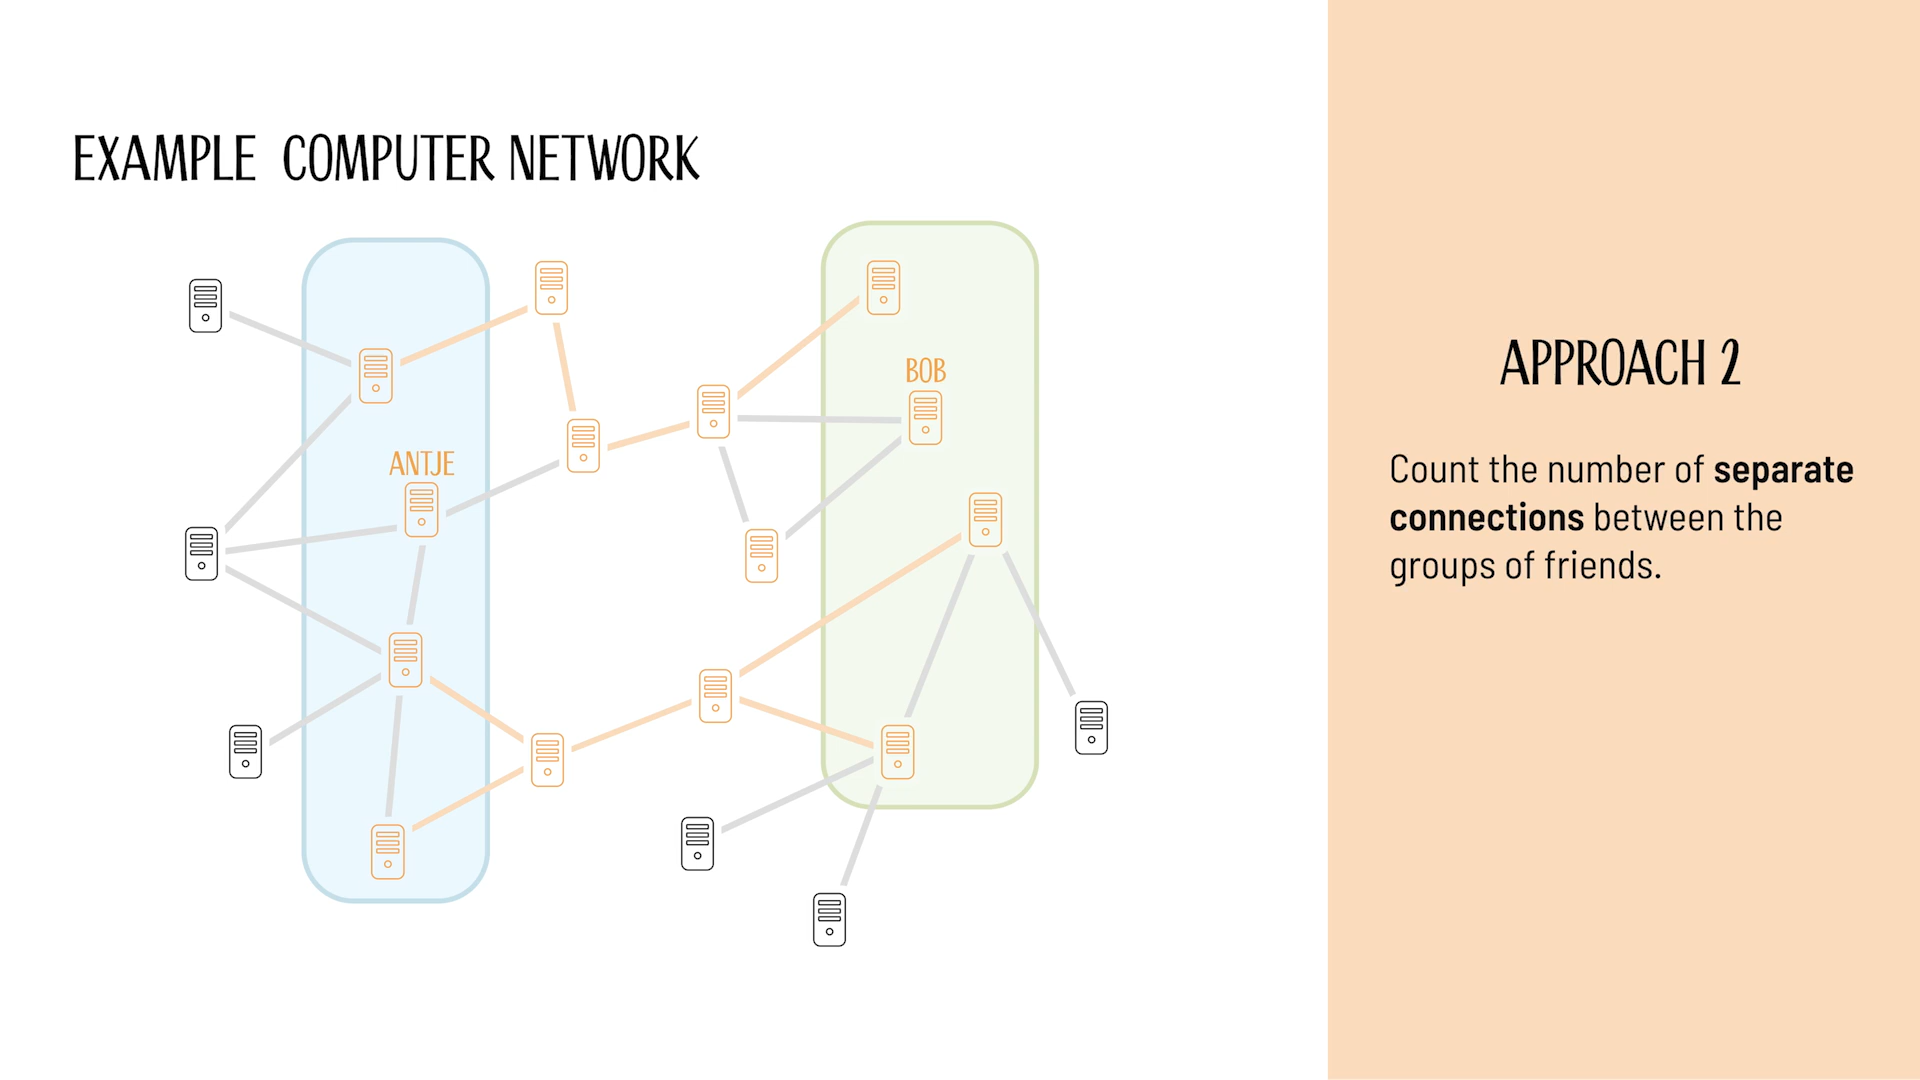 EXAMPLE COMPUTER NETWORK
BOB
ANTJE
APPROACH 2
Count the number of separate
connections between the
groups of friends.